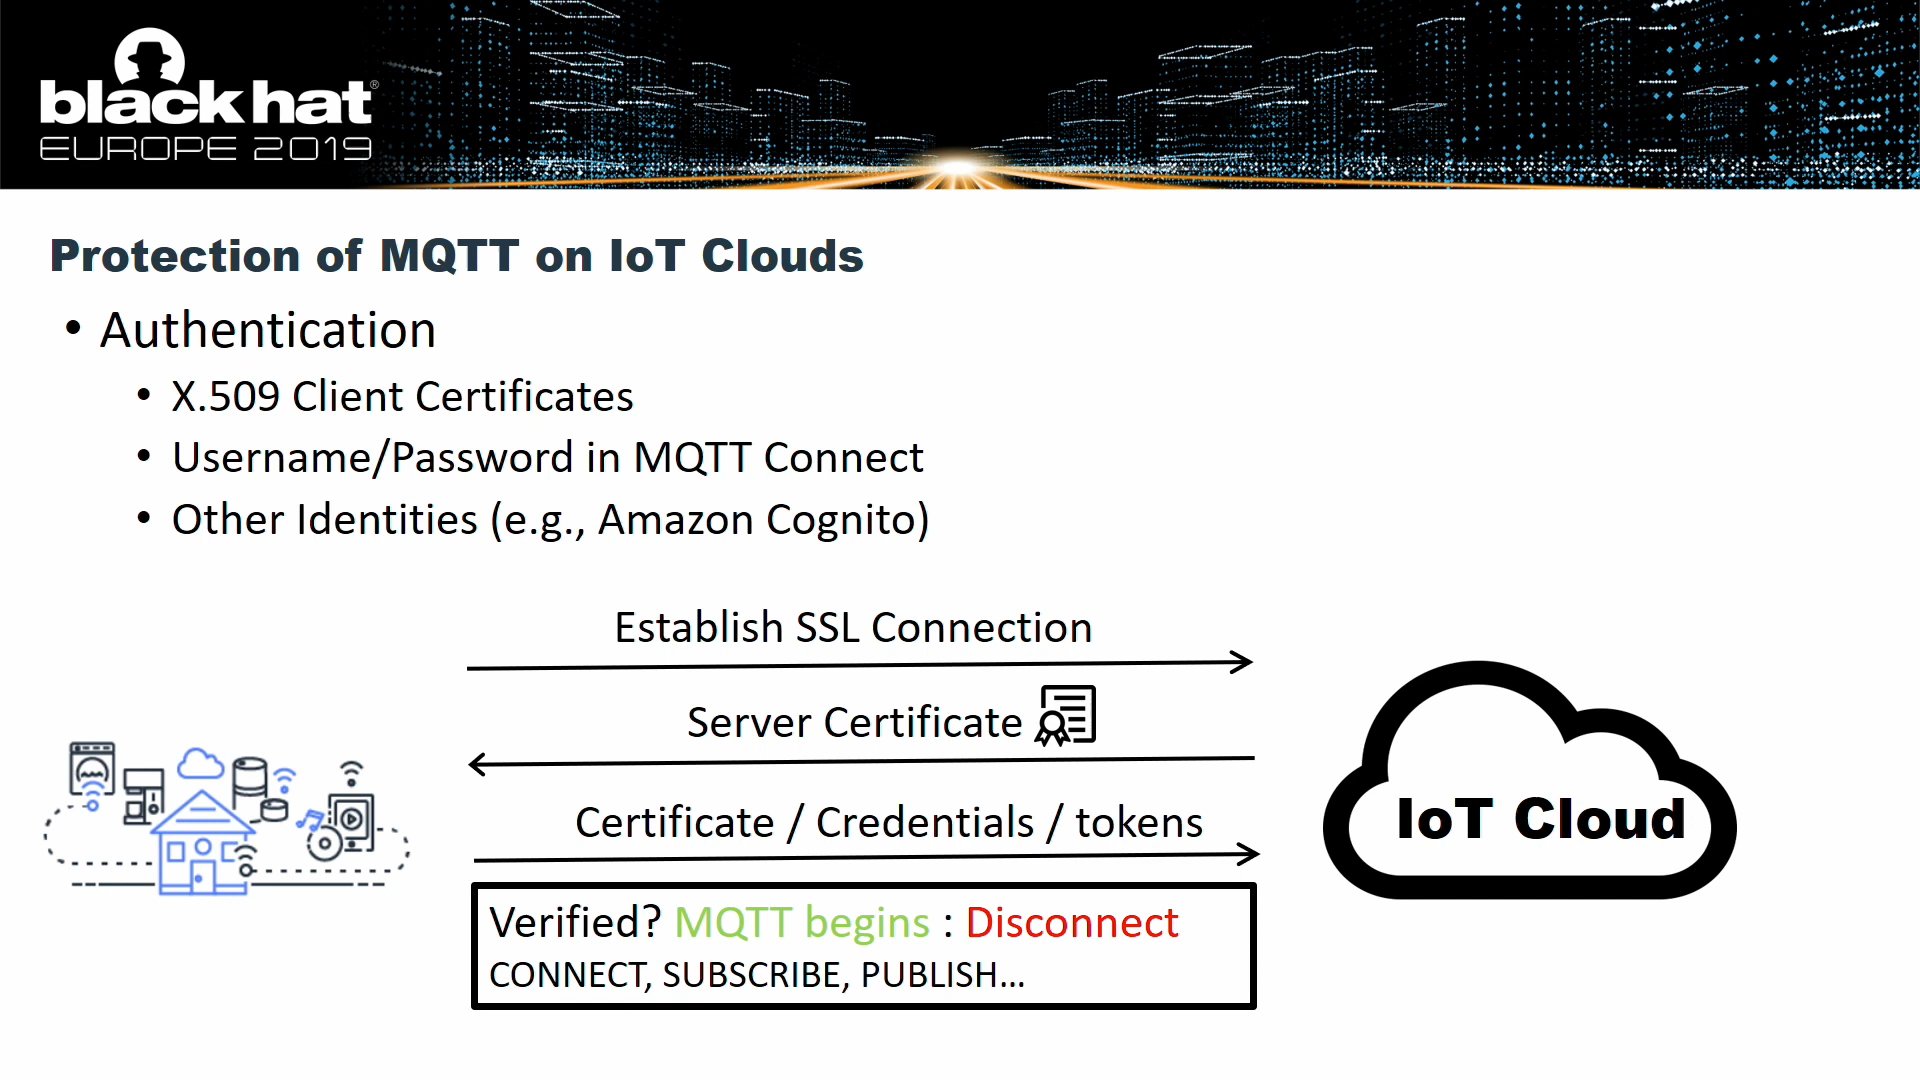 black hat®
EUROPE 2019
Protection of MQTT on IoT Clouds
• Authentication
• X.509 Client Certificates
• Username/Password in MQTT Connect
• Other Identities (e.g., Amazon Cognito)
Establish SSL Connection
Server Certificate
Certificate / Credentials / tokens
IoT Cloud
Verified? MQTT begins : Disconnect
CONNECT, SUBSCRIBE, PUBLISH...